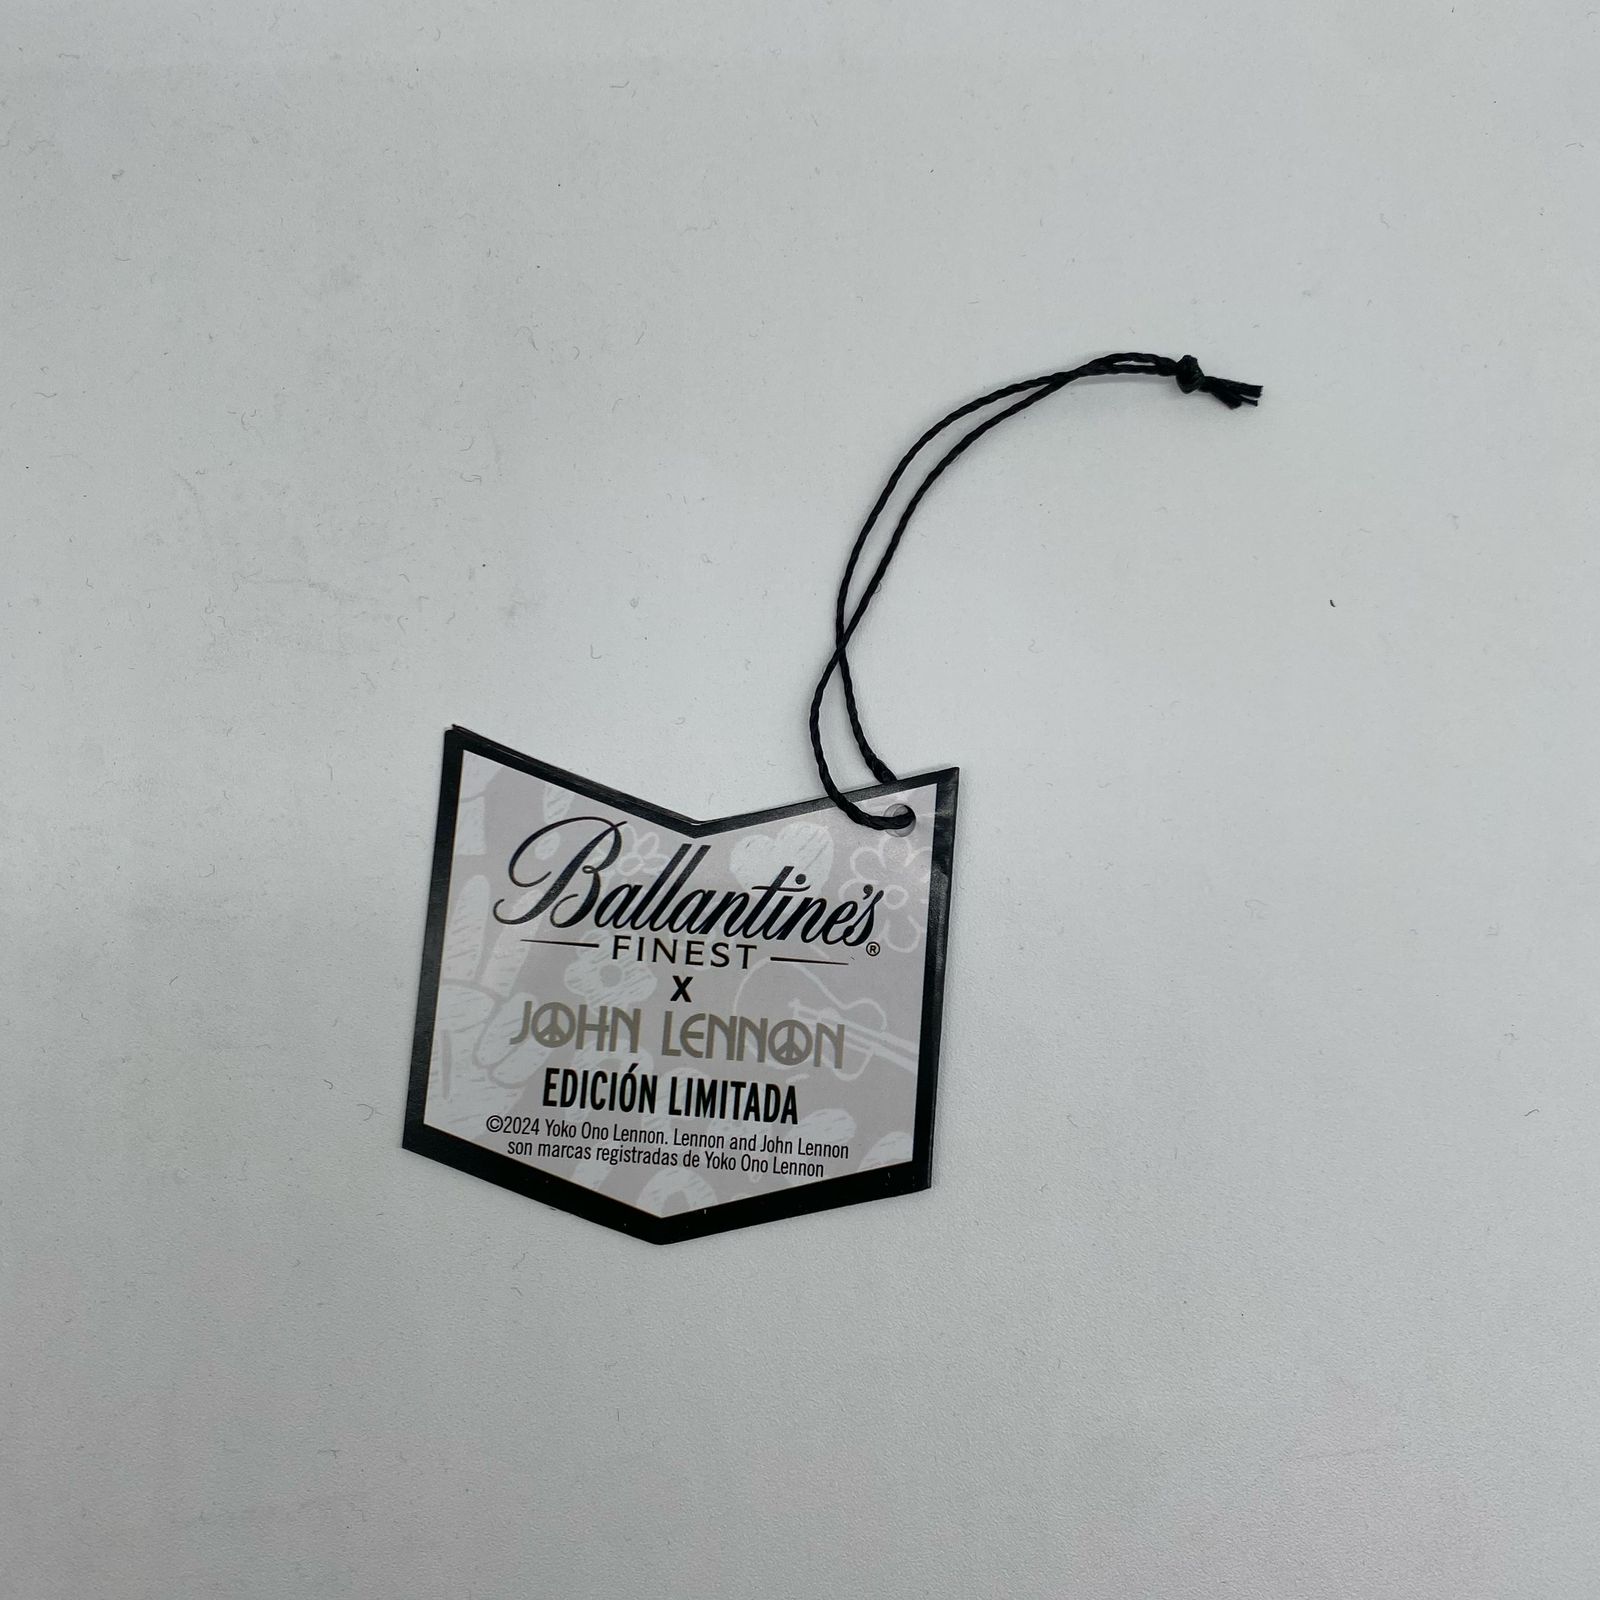 Ballantine's®
FINEST
X
JOHN LENNON
EDICIÓN LIMITADA
©2024 Yoko Ono Lennon. Lennon and John Lennon
son marcas registradas de Yoko Ono Lennon